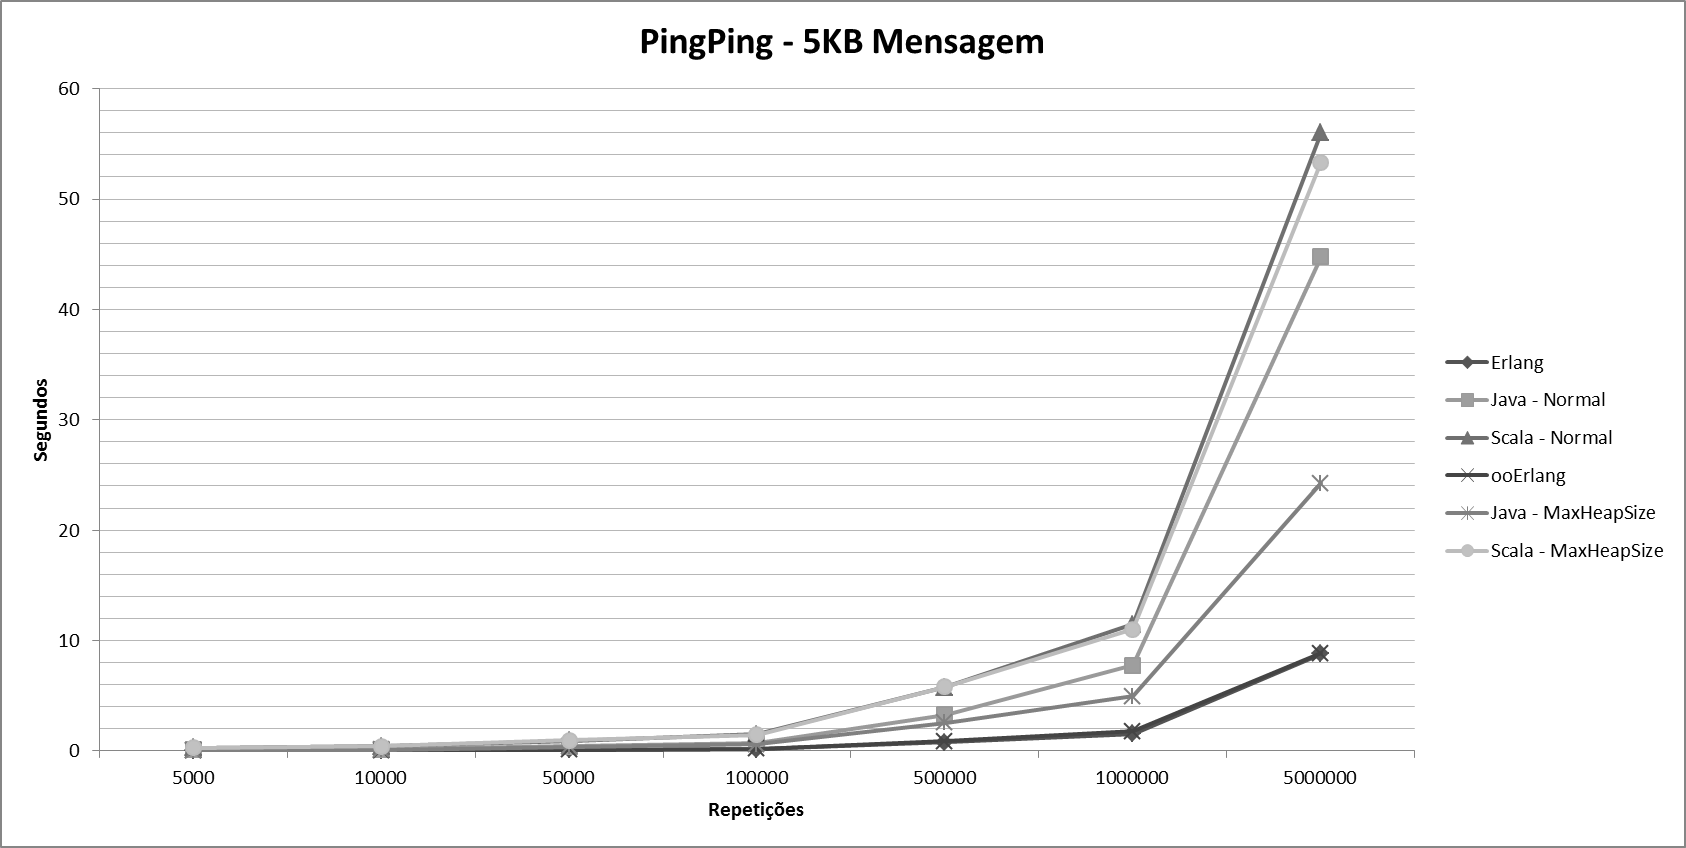 PingPing - 5KB Mensagem
60
50
40
30
20
10
0
Segundos
5000 10000 50000 100000 500000 1000000 5000000
Repetições
Erlang
Java - Normal
Scala - Normal
ooErlang
Java - MaxHeapSize
Scala - MaxHeapSize